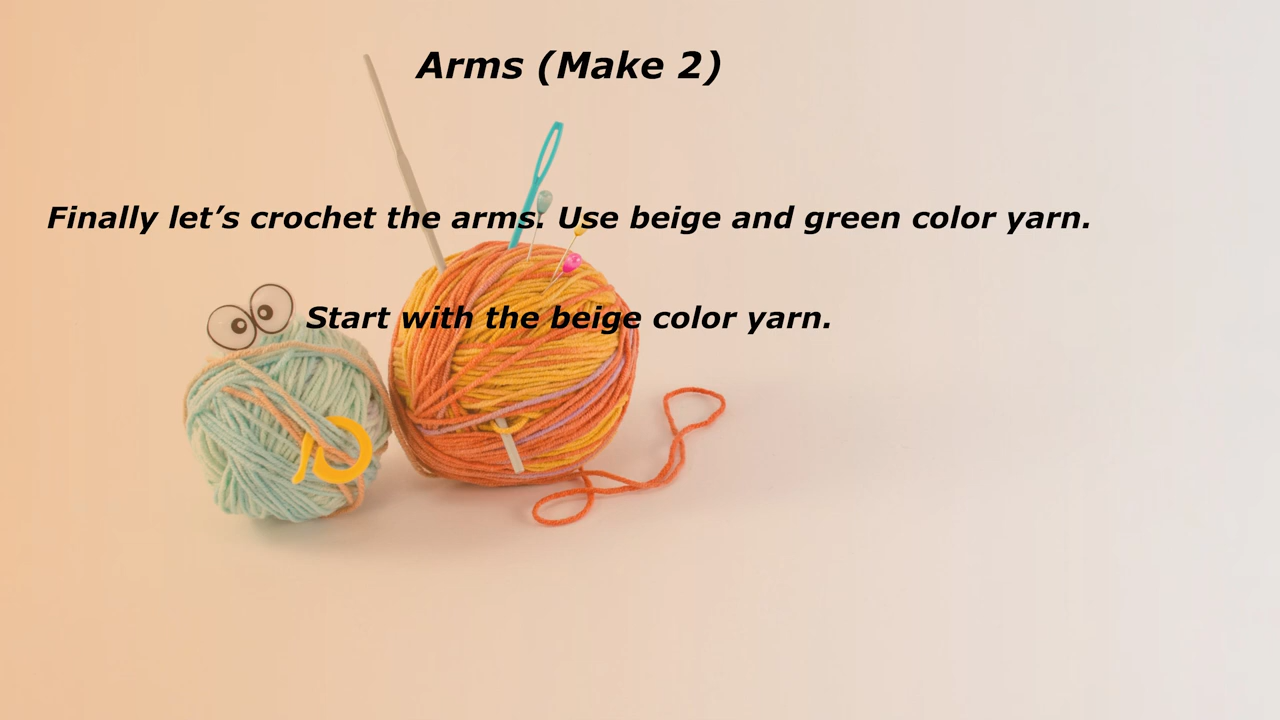 Arms (Make 2)
Finally let’s crochet the arms. Use beige and green color yarn.
Start with the beige color yarn.